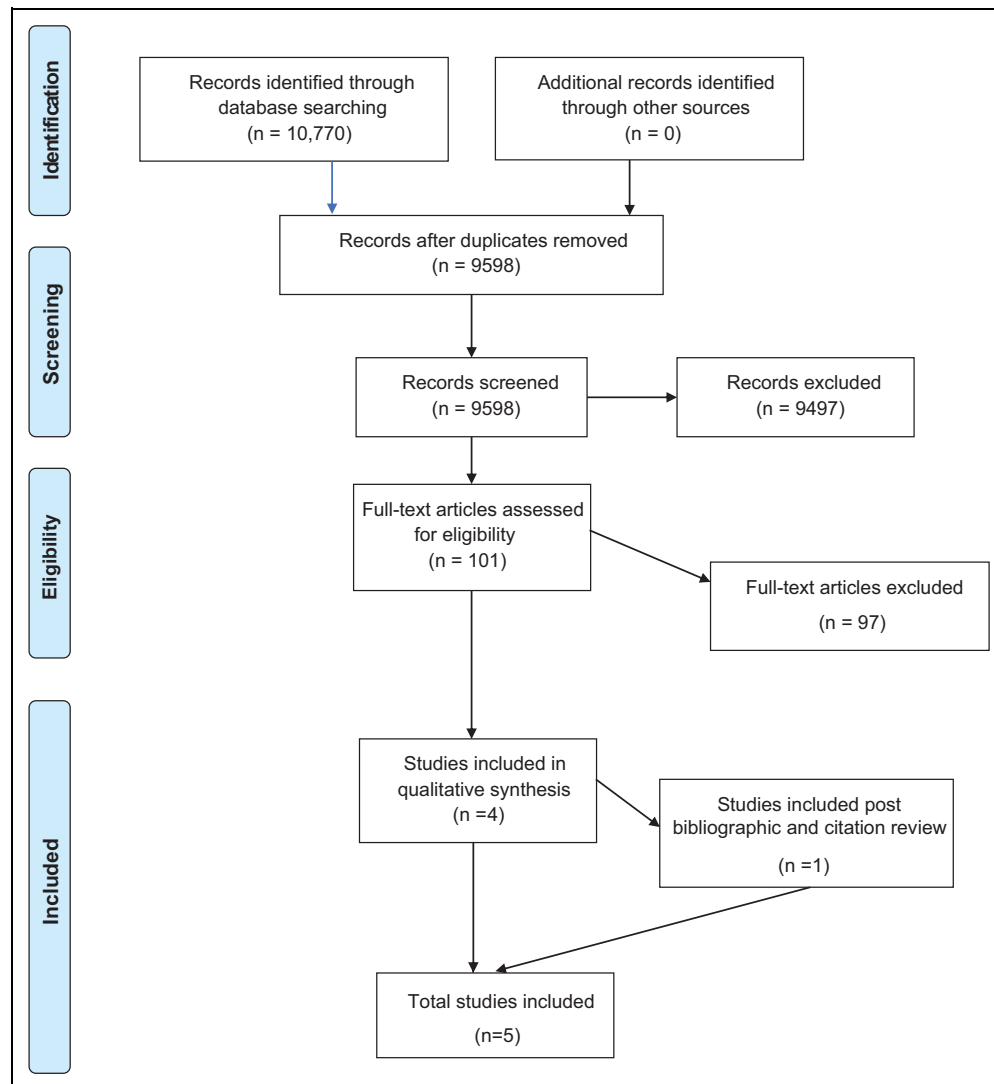 Identification
Records identified through
database searching
(n = 10,770)
Additional records identified
through other sources
(n = 0)
Records after duplicates removed
(n = 9598)
Screening
Records screened
(n = 9598)
Records excluded
(n = 9497)
Eligibility
Full-text articles assessed
for eligibility
(n = 101)
Full-text articles excluded
(n = 97)
Included
Studies included in
qualitative synthesis
(n =4)
Studies included post
bibliographic and citation review
(n =1)
Total studies included
(n=5)